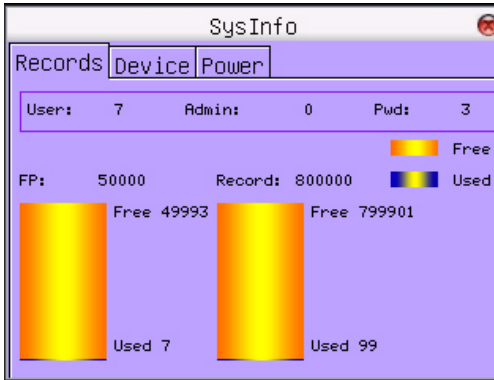 SysInfo
Records Device Power
User: 7 Admin: 0 Pwd: 3
Free
FP: 50000 Record: 800000 Used
Free 49993 Free 799901
Used 7 Used 99